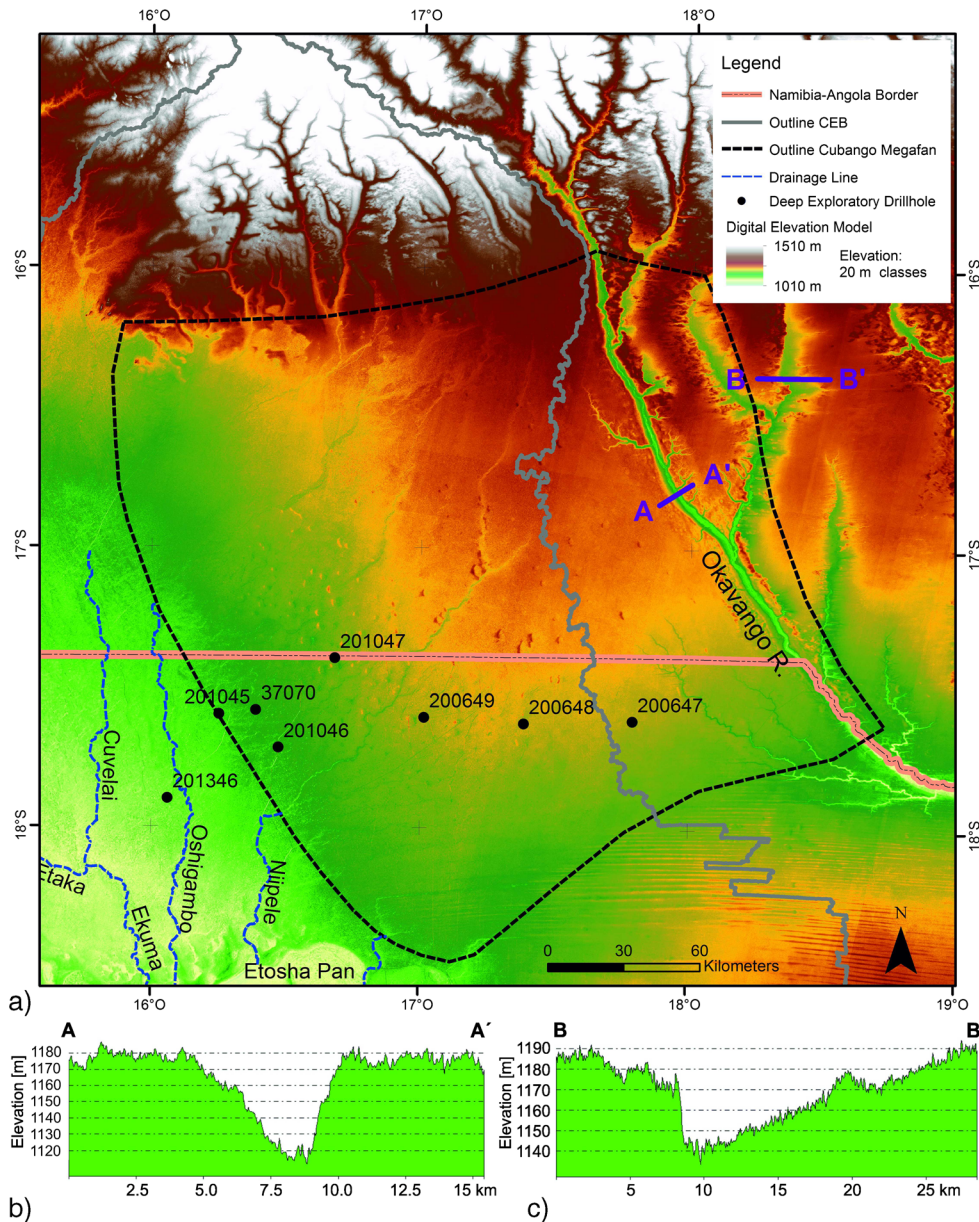 16°O 17°O 18°O
Legend
Namibia-Angola Border
Outline CEB
Outline Cubango Megafan
Drainage Line
Deep Exploratory Drillhole
Digital Elevation Model
1510 m
Elevation:
20 m classes
1010 m
16°S 16°S
B B'
A A'
17°S 17°S
Okavango R.
201047
201045 37070
201046
200649 200648 200647
201346
Cuvelai
Oshigambo
Niipele
18°S 18°S
Etaka
Ekuma
Etosha Pan
N
0 30 60
Kilometers
a)
16°O 17°O 18°O 19°O
A A´
Elevation [m]
1180
1170
1160
1150
1140
1130
1120
2.5 5.0 7.5 10.0 12.5 15 km
b)
B B
Elevation [m]
1190
1180
1170
1160
1150
1140
5 10 15 20 25 km
c)